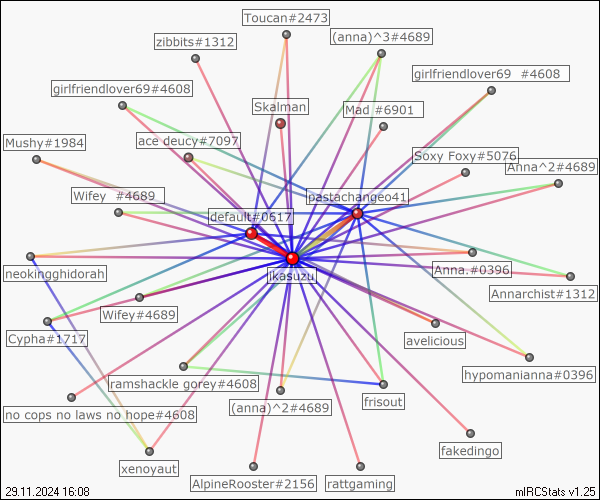 Toucan#2473
zibbits#1312
(anna)^3#4689
girlfriendlover69 #4608
girlfriendlover69#4608
Skalman
Mad #6901
Mushy#1984
ace deucy#7097
Soxy Foxy#5076
Anna^2#4689
Wifey #4689
pastachangeo41
default#0617
neokingghidorah
ikasuzu
Anna.#0396
Annarchist#1312
Wifey#4689
Cypha#1717
avelicious
hypomanianna#0396
ramshackle gorey#4608
no cops no laws no hope#4608
(anna)^2#4689
frisout
fakedingo
xenoyaut
AlpineRooster#2156
rattgaming
29.11.2024 16:08
mIRCStats v1.25